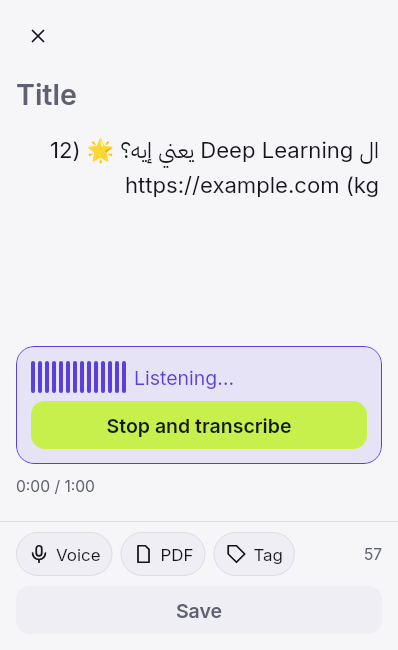 Title
ال Deep Learning يعني إيه؟ 🌟 (12
kg) https://example.com
Listening...
Stop and transcribe
0:00 / 1:00
Voice
PDF
Tag
57
Save